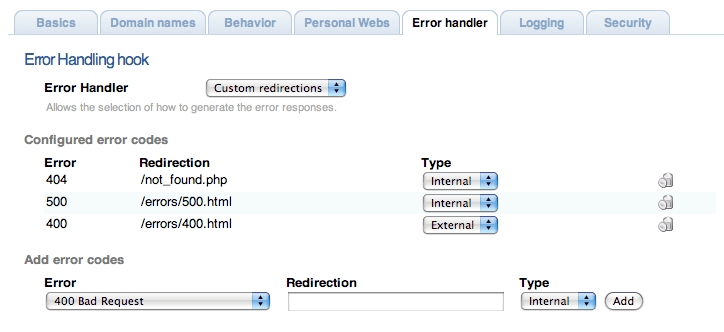 Basics Domain names Behavior Personal Webs Error handler Logging Security
Error Handling hook
Error Handler Custom redirections
Allows the selection of how to generate the error responses.
Configured error codes
Error Redirection Type
404 /not_found.php Internal
500 /errors/500.html Internal
400 /errors/400.html External
Add error codes
Error Redirection Type
400 Bad Request Internal Add